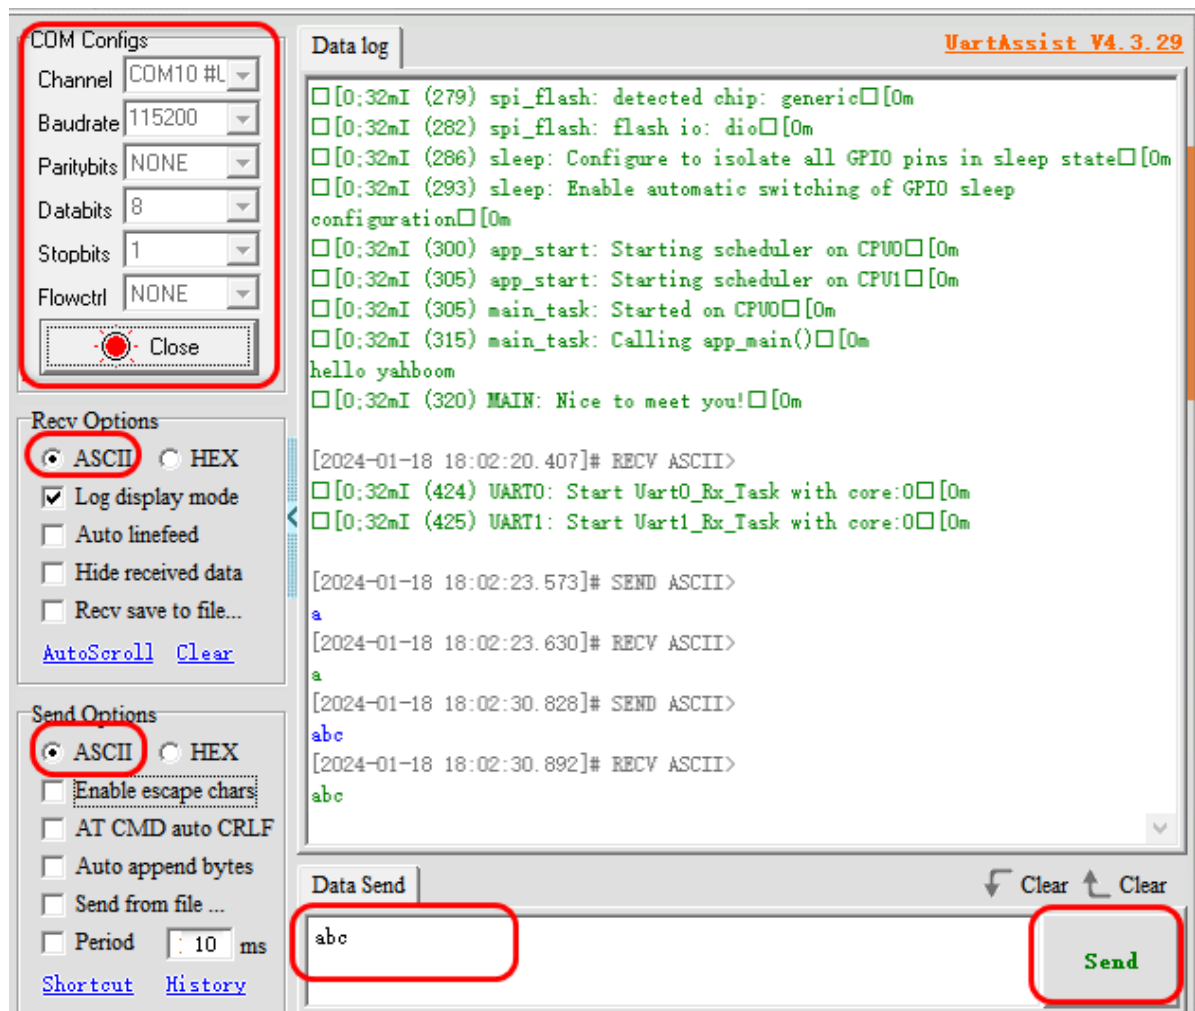 COM Configs
Channel COM10 #U
Baudrate 115200
Paritybits NONE
Databits 8
Stopbits 1
Flowctrl NONE
Close
Recv Options
ASCII HEX
Log display mode
Auto linefeed
Hide received data
Recv save to file...
AutoScroll Clear
Send Options
ASCII HEX
Enable escape chars
AT CMD auto CRLF
Auto append bytes
Send from file ...
Period 10 ms
Shortcut History
Data log UartAssist V4.3.29
□[0;32mI (279) spi_flash: detected chip: generic□[0m
□[0;32mI (282) spi_flash: flash io: dio□[0m
□[0;32mI (286) sleep: Configure to isolate all GPIO pins in sleep state□[0m
□[0;32mI (293) sleep: Enable automatic switching of GPIO sleep
configuration□[0m
□[0;32mI (300) app_start: Starting scheduler on CPU0□[0m
□[0;32mI (305) app_start: Starting scheduler on CPU1□[0m
□[0;32mI (305) main_task: Started on CPU0□[0m
□[0;32mI (315) main_task: Calling app_main()□[0m
hello yahboom
□[0;32mI (320) MAIN: Nice to meet you!□[0m
[2024-01-18 18:02:20.407]# RECV ASCII>
□[0;32mI (424) UART0: Start Uart0_Rx_Task with core:0□[0m
□[0;32mI (425) UART1: Start Uart1_Rx_Task with core:0□[0m
[2024-01-18 18:02:23.573]# SEND ASCII>
a
[2024-01-18 18:02:23.630]# RECV ASCII>
a
[2024-01-18 18:02:30.828]# SEND ASCII>
abc
[2024-01-18 18:02:30.892]# RECV ASCII>
abc
Data Send Clear Clear
abc
Send